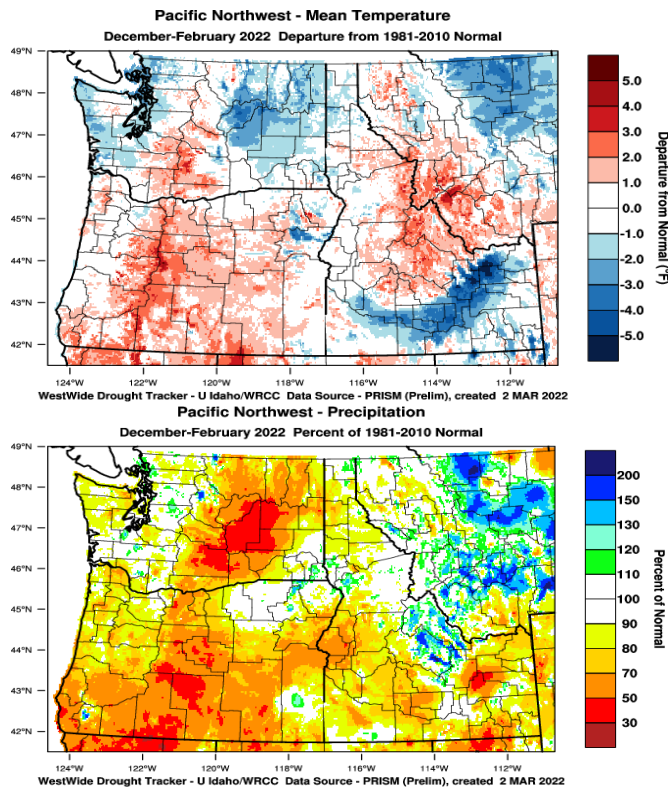 Pacific Northwest - Mean Temperature
December-February 2022 Departure from 1981-2010 Normal
49°N
48°N
47°N
46°N
45°N
44°N
43°N
42°N
124°W 122°W 120°W 118°W 116°W 114°W 112°W
5.0
4.0
3.0
2.0
1.0
0.0
-1.0
-2.0
-3.0
-4.0
-5.0
Departure from Normal (°F)
WestWide Drought Tracker - U Idaho/WRCC Data Source - PRISM (Prelim), created 2 MAR 2022
Pacific Northwest - Precipitation
December-February 2022 Percent of 1981-2010 Normal
49°N
48°N
47°N
46°N
45°N
44°N
43°N
42°N
124°W 122°W 120°W 118°W 116°W 114°W 112°W
200
150
130
120
110
100
90
70
50
30
Percent of Normal
WestWide Drought Tracker - U Idaho/WRCC Data Source - PRISM (Prelim), created 2 MAR 2022